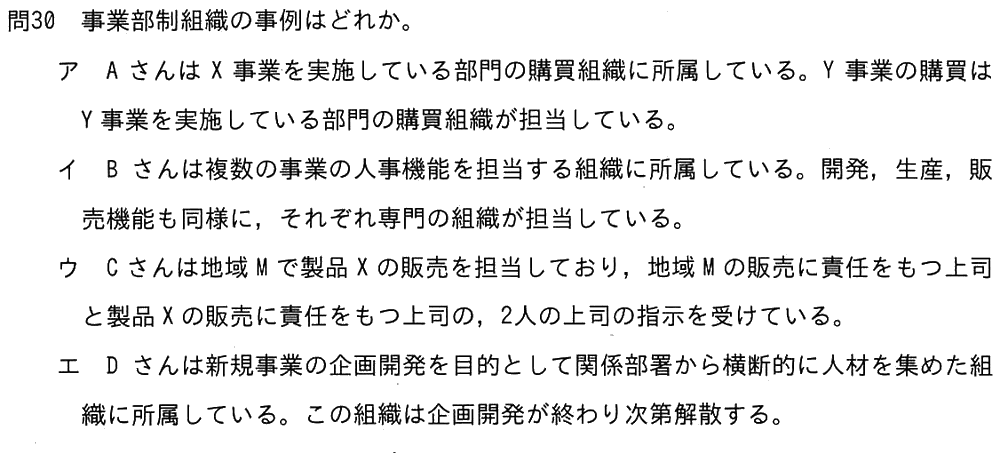 問30 事業部制組織の事例はどれか。
ア Aさんは X 事業を実施している部門の購買組織に所属している。Y 事業の購買は
Y 事業を実施している部門の購買組織が担当している。
イ Bさんは複数の事業の人事機能を担当する組織に所属している。開発，生産，販
売機能も同様に，それぞれ専門の組織が担当している。
ウ Cさんは地域 M で製品 X の販売を担当しており，地域 M の販売に責任をもつ上司
と製品 X の販売に責任をもつ上司の，2人の上司の指示を受けている。
エ Dさんは新規事業の企画開発を目的として関係部署から横断的に人材を集めた組
織に所属している。この組織は企画開発が終わり次第解散する。